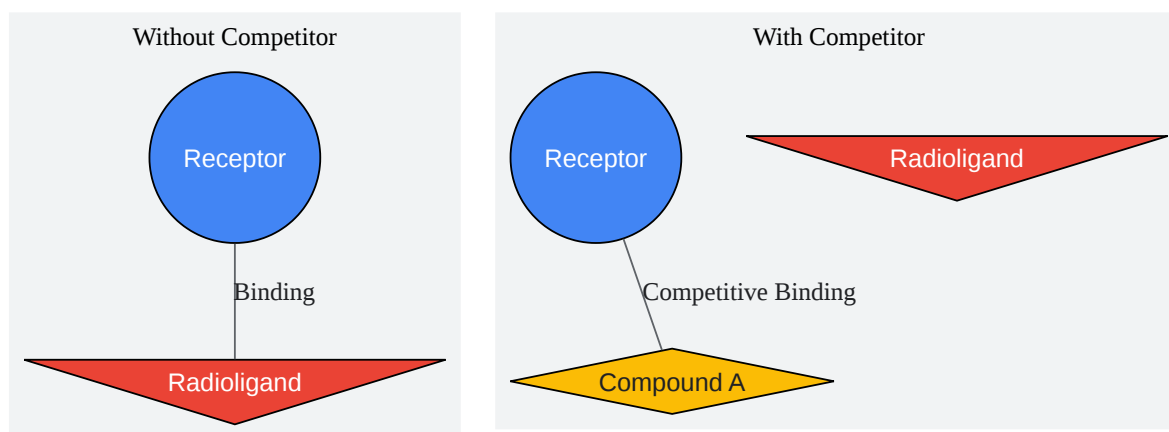 Without Competitor
Receptor
Binding
Radioligand
With Competitor
Receptor
Radioligand
Competitive Binding
Compound A